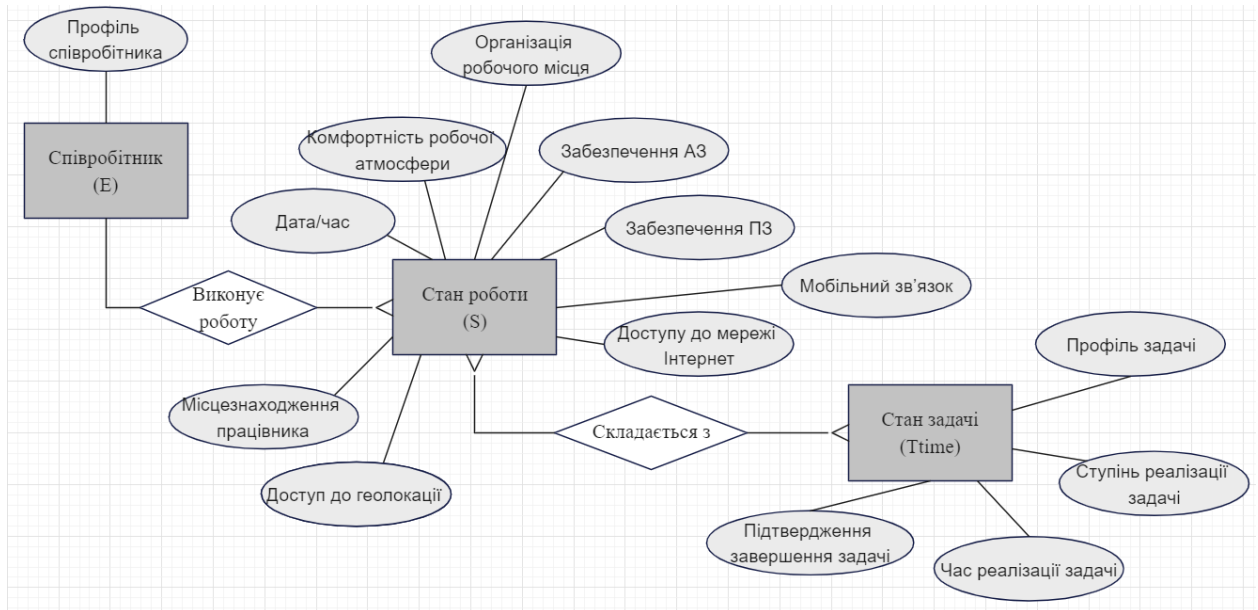 Профіль
співробітника
Організація
робочого місця
Співробітник
(E)
Комфортність робочої
атмосфери
Забезпечення АЗ
Дата/час
Забезпечення ПЗ
Виконує
роботу
Стан роботи
(S)
Мобільний зв'язок
Доступу до мережі
Інтернет
Профіль задачі
Місцезнаходження
працівника
Складається з
Стан задачі
(Ttime)
Доступ до геолокації
Ступінь реалізації
задачі
Підтвердження
завершення задачі
Час реалізації задачі